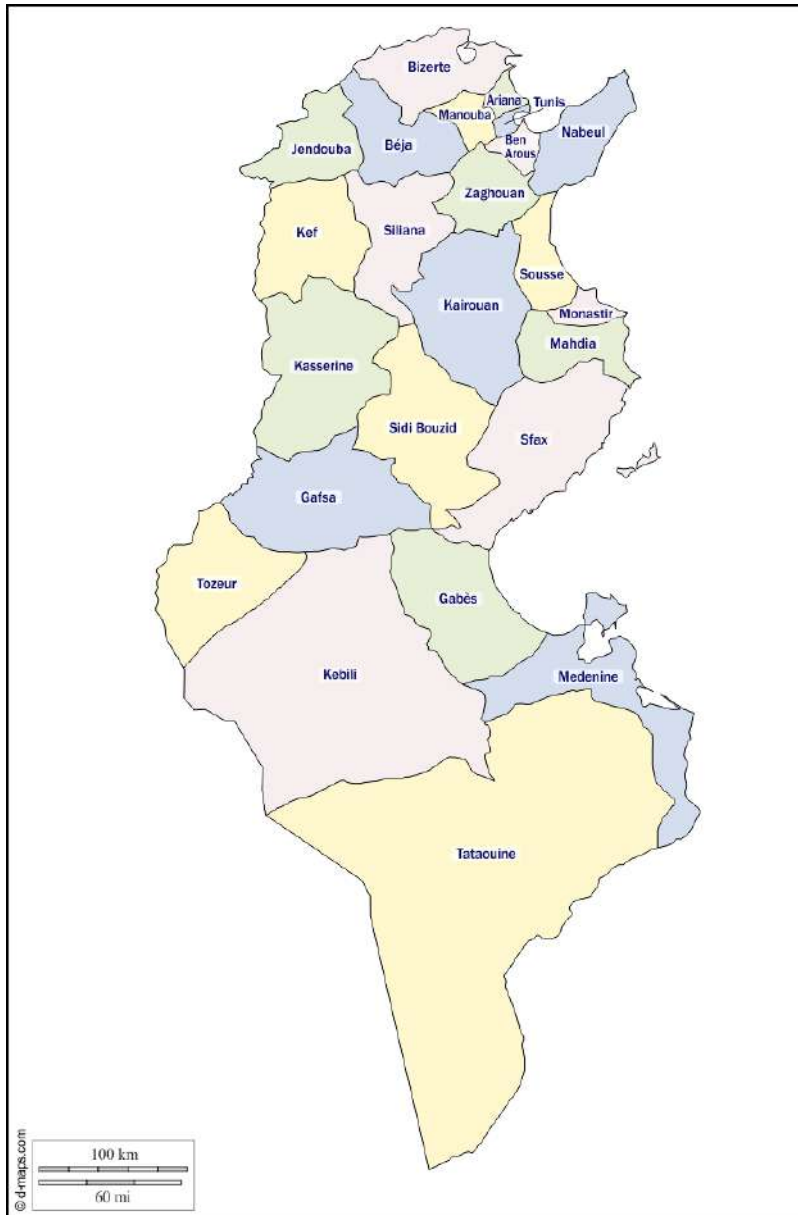 Bizerte
Ariana
Tunis
Manouba
Nabeul
Ben
Arous
Béja
Jendouba
Zaghouan
Kef
Siliana
Sousse
Kairouan
Monastir
Mahdia
Kasserine
Sidi Bouzid
Sfax
Gafsa
Tozeur
Gabès
Kebili
Medenine
Tataouine
100 km
60 mi
© d-maps.com